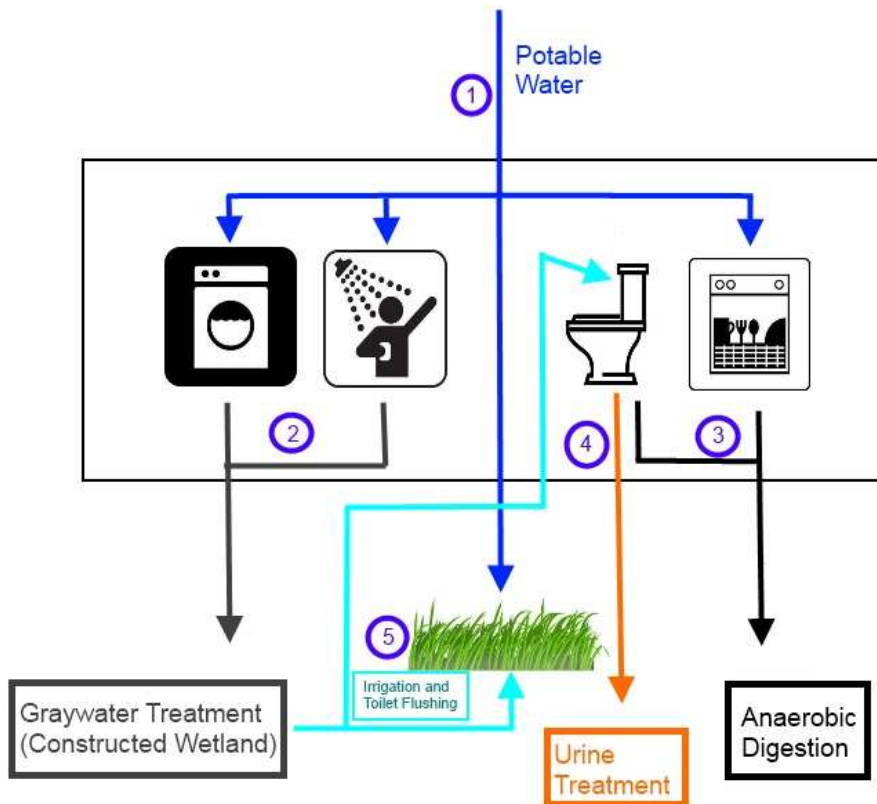 Potable
Water
1
2
4
3
5
Irrigation and
Toilet Flushing
Graywater Treatment
(Constructed Wetland)
Urine
Treatment
Anaerobic
Digestion